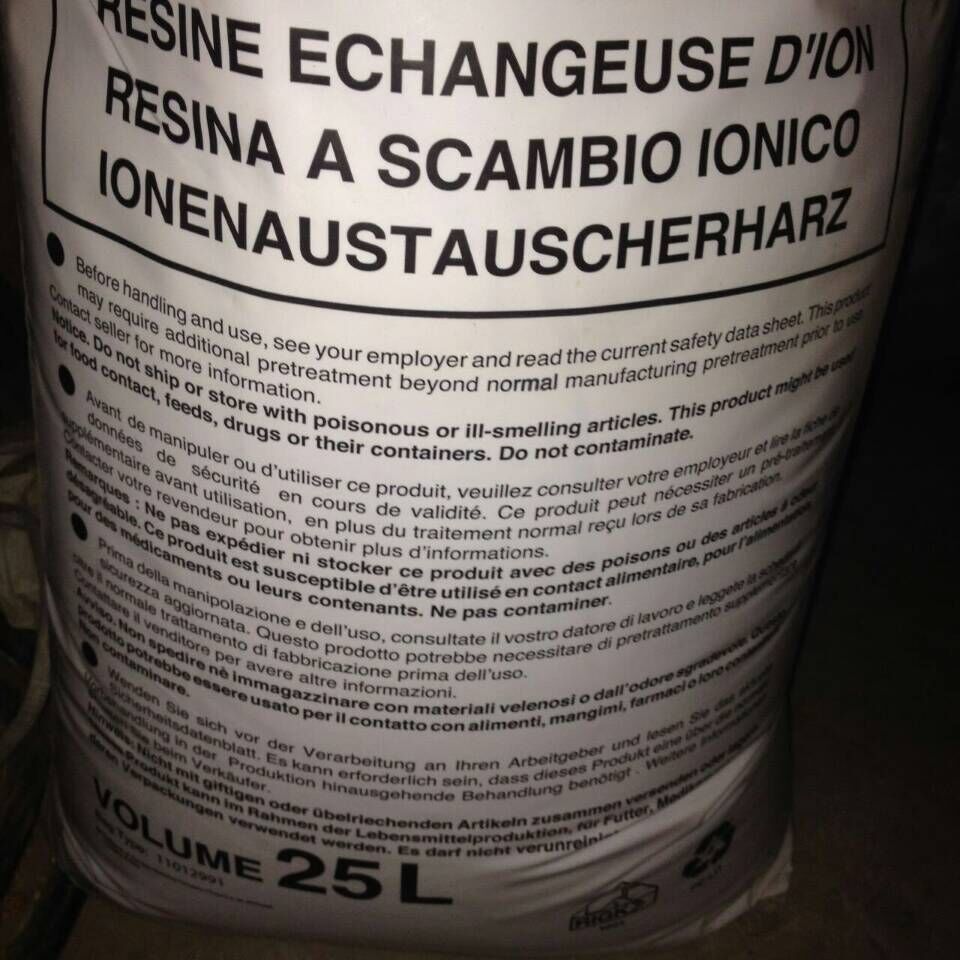 RESINE ECHANGEUSE D'ION
RESINA A SCAMBIO IONICO
IONENAUSTAUSCHERHARZ
Before handling and use, see your employer and read the current safety data sheet. This product
may require additional pretreatment beyond normal manufacturing pretreatment prior to use.
Contact seller for more information.
Notice. Do not ship or store with poisonous or ill-smelling articles. This product might be used
for food contact, feeds, drugs or their containers. Do not contaminate.
Avant de manipuler ou d'utiliser ce produit, veuillez consulter votre employeur et lire la fiche de
données de sécurité en cours de validité. Ce produit peut nécessiter un pré-traitement
supplémentaire avant utilisation, en plus du traitement normal reçu lors de sa fabrication.
Contacter votre revendeur pour obtenir plus d'informations.
Remarques : Ne pas expédier ni stocker ce produit avec des poisons ou des articles à odeur
désagréable. Ce produit est susceptible d'être utilisé en contact alimentaire, pour l'alimentation,
pour des médicaments ou leurs contenants. Ne pas contaminer.
Prima della manipolazione e dell'uso, consultate il vostro datore di lavoro e leggete la scheda
sicurezza aggiornata. Questo prodotto potrebbe necessitare di pretrattamento supplementare
il normale trattamento di fabbricazione prima dell'uso.
Contattare il venditore per avere altre informazioni.
Avviso. Non spedire nè immagazzinare con materiali velenosi o dall'odore sgradevole. Questo
prodotto potrebbe essere usato per il contatto con alimenti, mangimi, farmaci o loro
Non contaminare.
Wenden Sie sich vor der Verarbeitung an Ihren Arbeitgeber und lesen Sie das
Sicherheitsdatenblatt. Es kann erforderlich sein, dass dieses Produkt eine über die
Vorbehandlung in der Produktion hinausgehende Behandlung benötigt. Weitere
Sie beim Verkäufer.
Hinweis: Nicht mit giftigen oder übelriechenden Artikeln zusammen versenden oder
Produkt kann im Rahmen der Lebensmittelproduktion, für Futter,
deren Verpackungen verwendet werden. Es darf nicht
VOLUME 25 L
Type: 11012991
RIGK